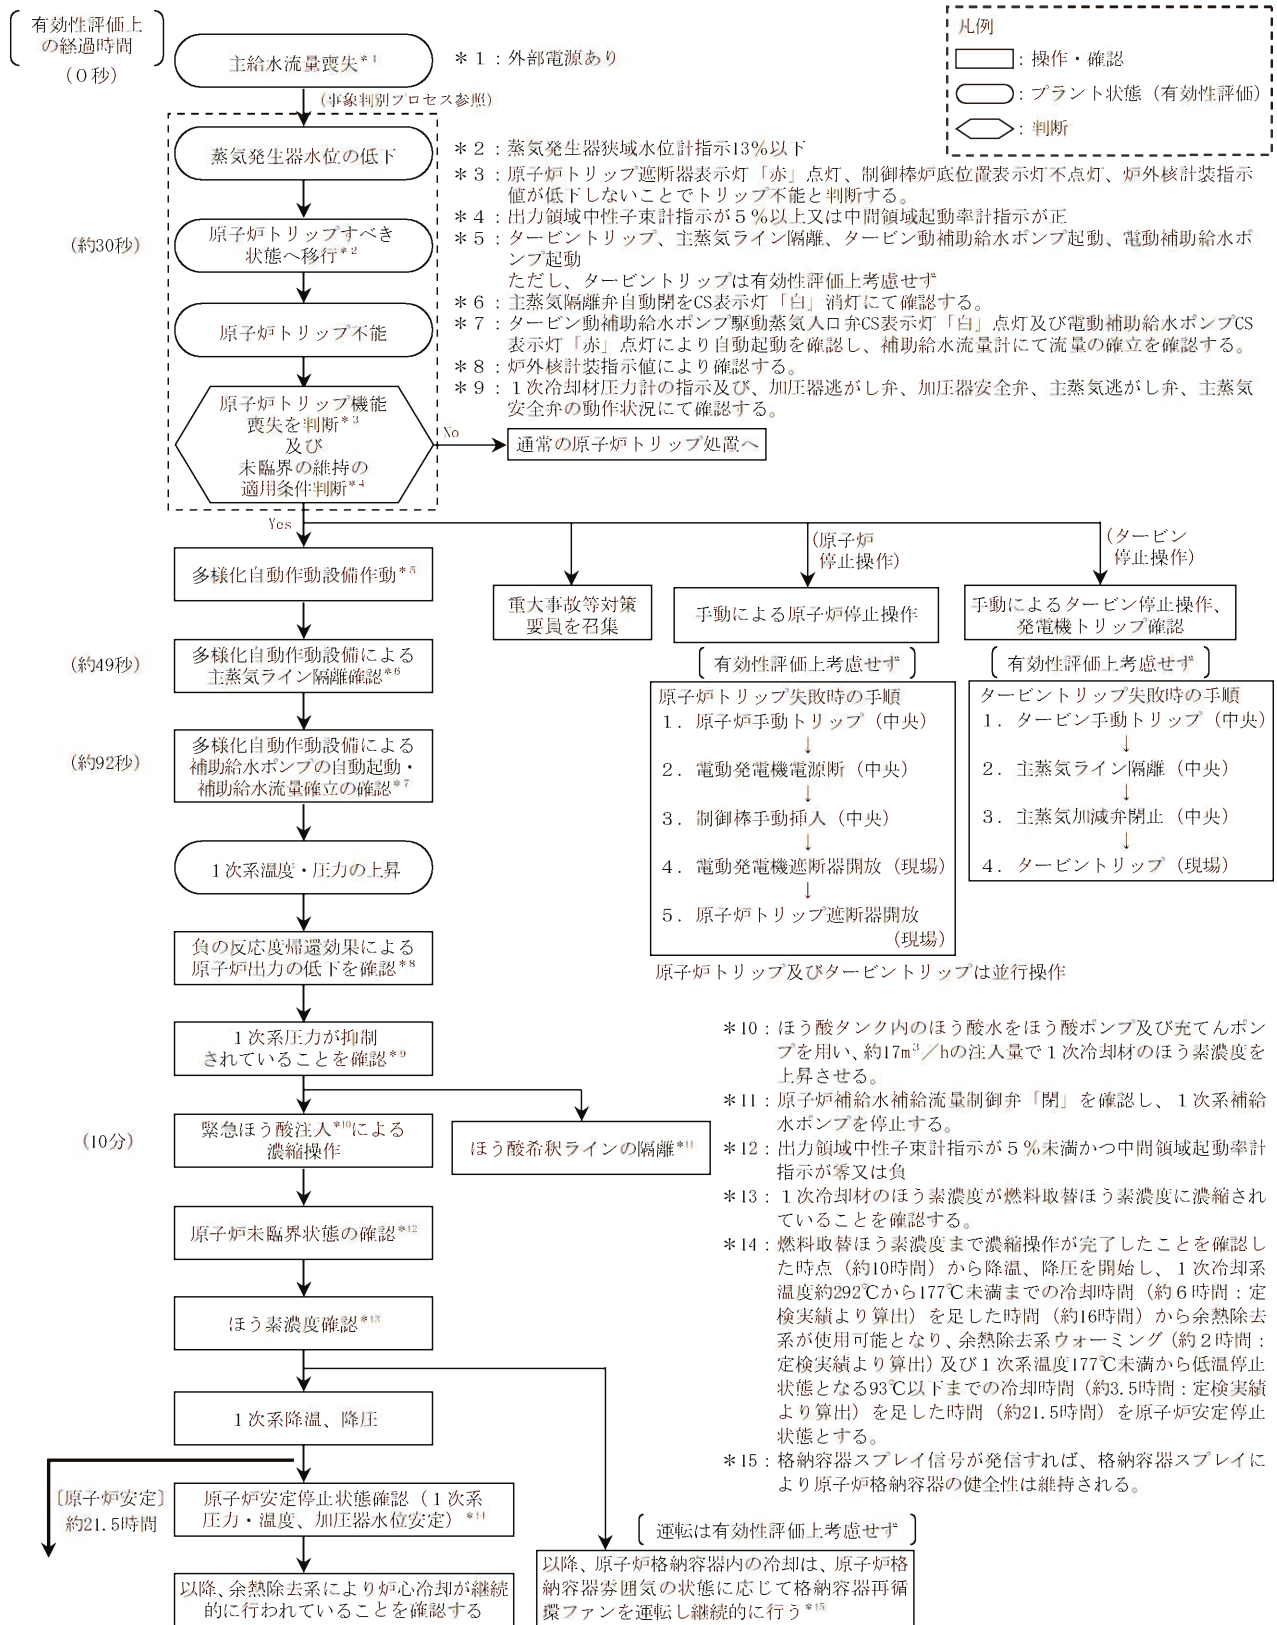 有効性評価上
の経過時間
(0秒)
主給水流量喪失*1
*1：外部電源あり
凡例
：操作・確認
：プラント状態（有効性評価）
：判断
(事象判別プロセス参照)
蒸気発生器水位の低下
*2：蒸気発生器狭域水位計指示13％以下
*3：原子炉トリップ遮断器表示灯「赤」点灯、制御棒炉底位置表示灯不点灯、炉外核計装指示
値が低下しないことでトリップ不能と判断する。
*4：出力領域中性子束計指示が５％以上又は中間領域起動率計指示が正
*5：タービントリップ、主蒸気ライン隔離、タービン動補助給水ポンプ起動、電動補助給水ポ
ンプ起動
ただし、タービントリップは有効性評価上考慮せず
*6：主蒸気隔離弁自動閉をCS表示灯「白」消灯にて確認する。
*7：タービン動補助給水ポンプ駆動蒸気入口弁CS表示灯「白」点灯及び電動補助給水ポンプCS
表示灯「赤」点灯により自動起動を確認し、補助給水流量計にて流量の確立を確認する。
*8：炉外核計装指示値により確認する。
*9：１次冷却材圧力計の指示及び、加圧器逃がし弁、加圧器安全弁、主蒸気逃がし弁、主蒸気
安全弁の動作状況にて確認する。
(約30秒)
原子炉トリップすべき
状態へ移行*2
原子炉トリップ不能
原子炉トリップ機能
喪失を判断*3
及び
未臨界の維持の
適用条件判断*4
No
通常の原子炉トリップ処置へ
Yes
多様化自動作動設備作動*5
重大事故等対策
要員を召集
(原子炉
停止操作)
手動による原子炉停止操作
(タービン
停止操作)
手動によるタービン停止操作、
発電機トリップ確認
(約49秒)
多様化自動作動設備による
主蒸気ライン隔離確認*6
有効性評価上考慮せず
原子炉トリップ失敗時の手順
１．原子炉手動トリップ（中央）
↓
２．電動発電機電源断（中央）
↓
３．制御棒手動挿入（中央）
↓
４．電動発電機遮断器開放（現場）
↓
５．原子炉トリップ遮断器開放
（現場）
有効性評価上考慮せず
タービントリップ失敗時の手順
１．タービン手動トリップ（中央）
↓
２．主蒸気ライン隔離（中央）
↓
３．主蒸気加減弁閉止（中央）
↓
４．タービントリップ（現場）
原子炉トリップ及びタービントリップは並行操作
(約92秒)
多様化自動作動設備による
補助給水ポンプの自動起動・
補助給水流量確立の確認*7
１次系温度・圧力の上昇
負の反応度帰還効果による
原子炉出力の低下を確認*8
１次系圧力が抑制
されていることを確認*9
(10分)
緊急ほう酸注入*10による
濃縮操作
ほう酸希釈ラインの隔離*11
原子炉未臨界状態の確認*12
ほう素濃度確認*13
１次系降温、降圧
*10：ほう酸タンク内のほう酸水をほう酸ポンプ及び充てんポン
プを用い、約17m³／hの注入量で１次冷却材のほう素濃度を
上昇させる。
*11：原子炉補給水補給流量制御弁「閉」を確認し、１次系補給
水ポンプを停止する。
*12：出力領域中性子束計指示が５％未満かつ中間領域起動率計
指示が零又は負
*13：１次冷却材のほう素濃度が燃料取替ほう素濃度に濃縮され
ていることを確認する。
*14：燃料取替ほう素濃度まで濃縮操作が完了したことを確認し
た時点（約10時間）から降温、降圧を開始し、１次冷却系
温度約292℃から177℃未満までの冷却時間（約６時間：定
検実績より算出）を足した時間（約16時間）から余熱除去
系が使用可能となり、余熱除去系ウォーミング（約２時間：
定検実績より算出）及び１次系温度177℃未満から低温停止
状態となる93℃以下までの冷却時間（約3.5時間：定検実績
より算出）を足した時間（約21.5時間）を原子炉安定停止
状態とする。
*15：格納容器スプレイ信号が発信すれば、格納容器スプレイに
より原子炉格納容器の健全性は維持される。
〔原子炉安定〕
約21.5時間
原子炉安定停止状態確認（１次系
圧力・温度、加圧器水位安定）*14
以降、余熱除去系により炉心冷却が継続
的に行われていることを確認する
運転は有効性評価上考慮せず
以降、原子炉格納容器内の冷却は、原子炉格
納容器雰囲気の状態に応じて格納容器再循
環ファンを運転し継続的に行う*15